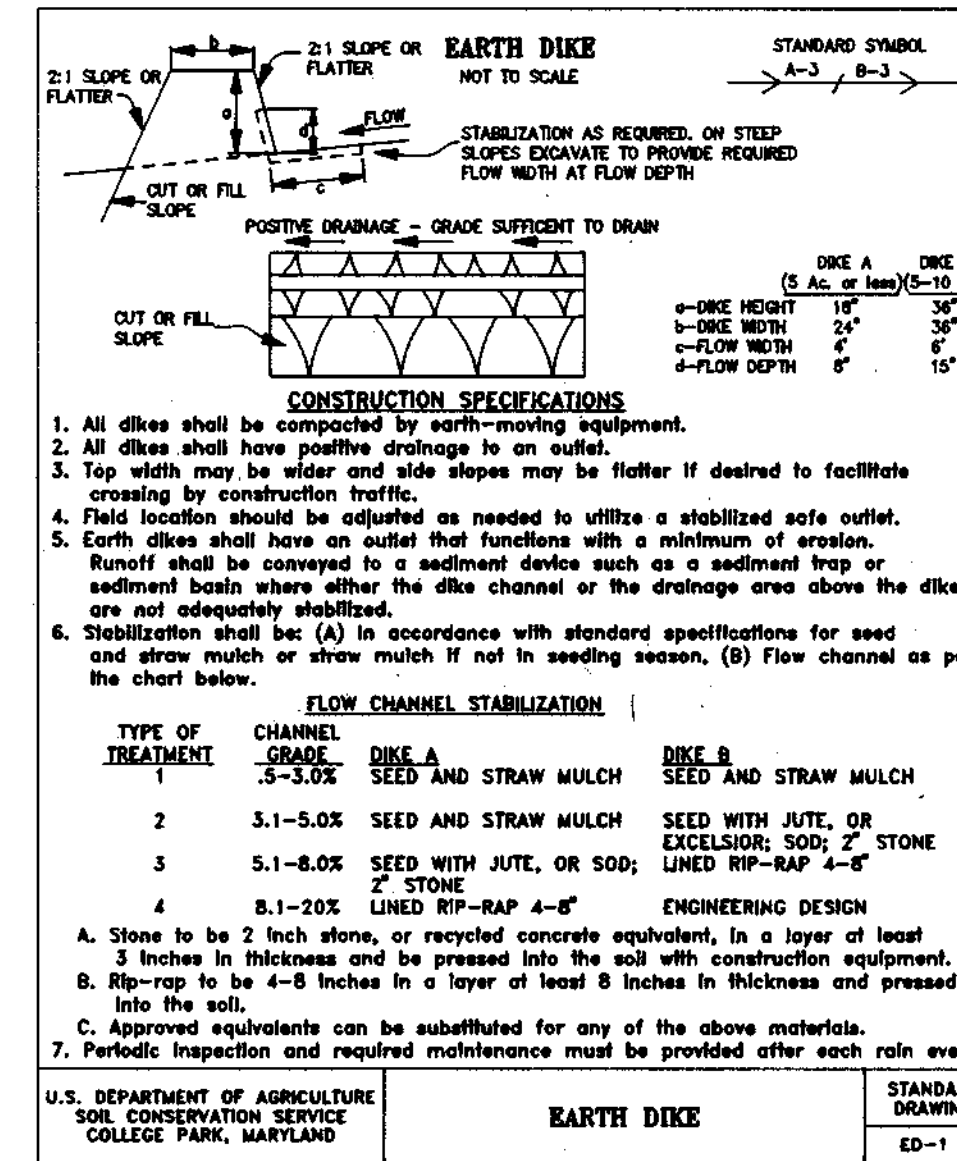 EARTH DIKE
NOT TO SCALE
STANDARD SYMBOL
A-3 / B-3
b
2:1 SLOPE OR
FLATTER
2:1 SLOPE OR
FLATTER
a
d
FLOW
c
STABILIZATION AS REQUIRED. ON STEEP
SLOPES EXCAVATE TO PROVIDE REQUIRED
FLOW WIDTH AT FLOW DEPTH
CUT OR FILL
SLOPE
POSITIVE DRAINAGE - GRADE SUFFICENT TO DRAIN
CUT OR FILL
SLOPE
DIKE A DIKE
(5 Ac. or less)(5-10
a-DIKE HEIGHT 18" 36"
b-DIKE WIDTH 24" 36"
c-FLOW WIDTH 4' 6'
d-FLOW DEPTH 8" 15"
CONSTRUCTION SPECIFICATIONS
1. All dikes shall be compacted by earth-moving equipment.
2. All dikes shall have positive drainage to an outlet.
3. Top width may be wider and side slopes may be flatter if desired to facilitate
crossing by construction traffic.
4. Field location should be adjusted as needed to utilize a stabilized safe outlet.
5. Earth dikes shall have an outlet that functions with a minimum of erosion.
Runoff shall be conveyed to a sediment device such as a sediment trap or
sediment basin where either the dike channel or the drainage area above the dike
are not adequately stabilized.
6. Stabilization shall be: (A) In accordance with standard specifications for seed
and straw mulch or straw mulch if not in seeding season, (B) Flow channel as
the chart below.
FLOW CHANNEL STABILIZATION
TYPE OF CHANNEL
TREATMENT GRADE DIKE A DIKE B
1 .5-3.0% SEED AND STRAW MULCH SEED AND STRAW MULCH
2 3.1-5.0% SEED AND STRAW MULCH SEED WITH JUTE, OR
EXCELSIOR; SOD; 2" STONE
3 5.1-8.0% SEED WITH JUTE, OR SOD; LINED RIP-RAP 4-8"
2" STONE
4 8.1-20% LINED RIP-RAP 4-8" ENGINEERING DESIGN
A. Stone to be 2 inch stone, or recycled concrete equivalent, in a layer at least
3 inches in thickness and be pressed into the soil with construction equipment.
B. Rip-rap to be 4-8 inches in a layer at least 8 inches in thickness and pressed
into the soil.
C. Approved equivalents can be substituted for any of the above materials.
7. Periodic inspection and required maintenance must be provided after each rain
U.S. DEPARTMENT OF AGRICULTURE
SOIL CONSERVATION SERVICE
COLLEGE PARK, MARYLAND
EARTH DIKE
ED-1